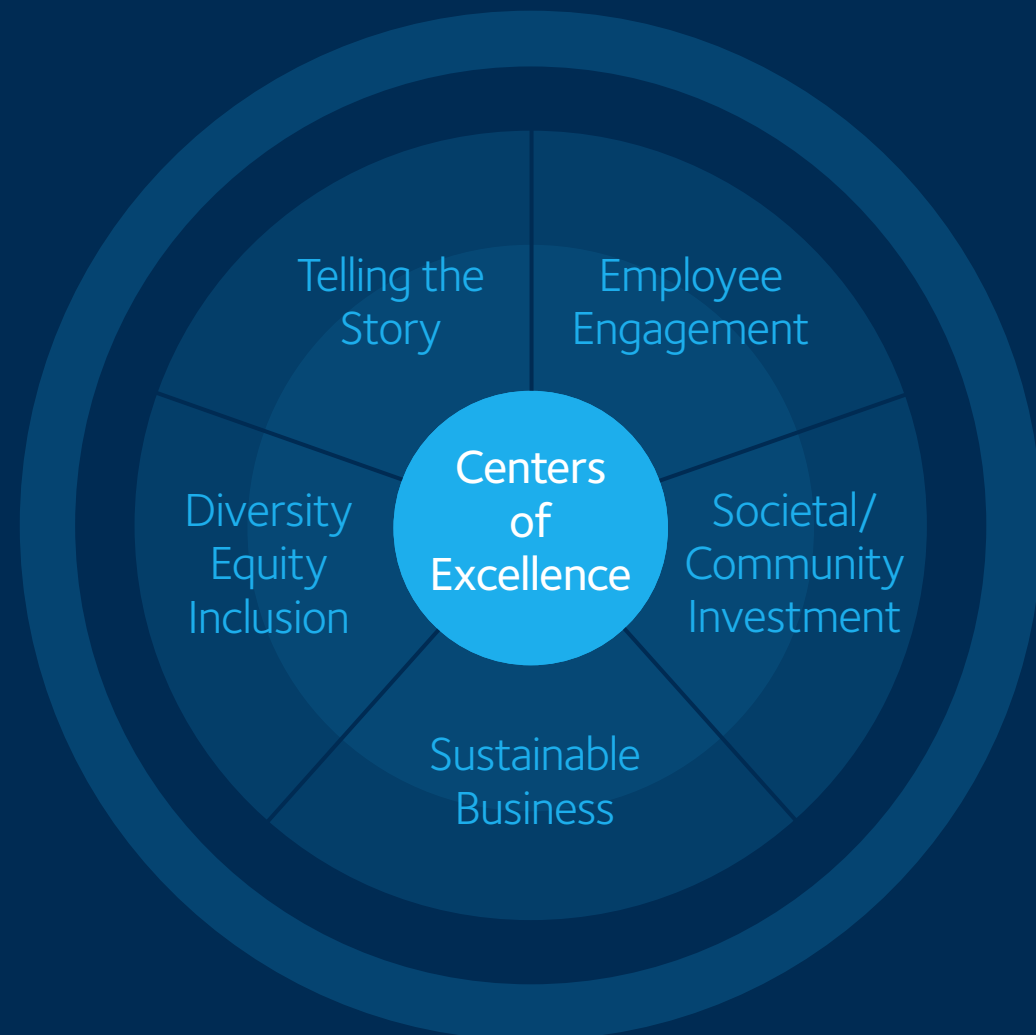 Telling the
Story
Employee
Engagement
Centers
of
Excellence
Diversity
Equity
Inclusion
Societal/
Community
Investment
Sustainable
Business